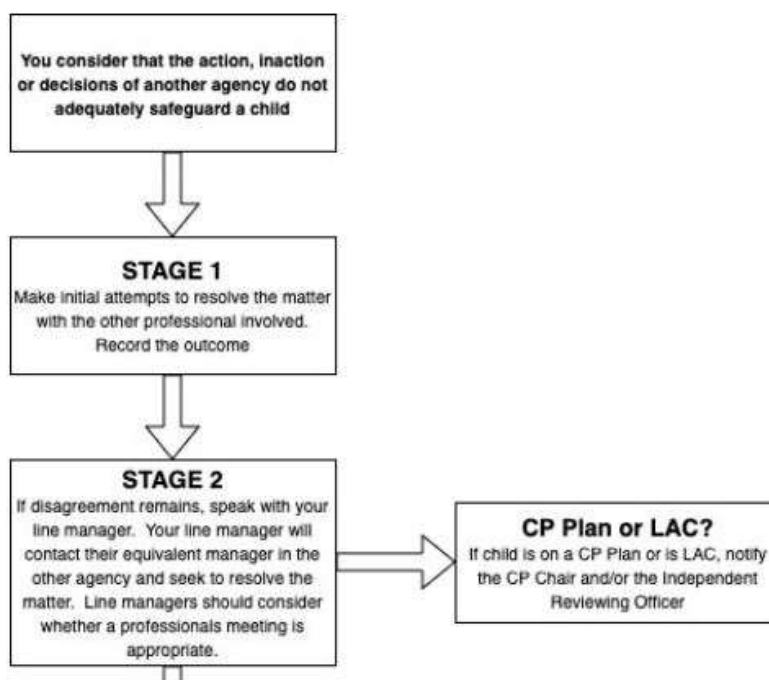 You consider that the action, inaction
or decisions of another agency do not
adequately safeguard a child
STAGE 1
Make initial attempts to resolve the matter
with the other professional involved.
Record the outcome
STAGE 2
If disagreement remains, speak with your
line manager. Your line manager will
contact their equivalent manager in the
other agency and seek to resolve the
matter. Line managers should consider
whether a professionals meeting is
appropriate.
CP Plan or LAC?
If child is on a CP Plan or is LAC, notify
the CP Chair and/or the Independent
Reviewing Officer